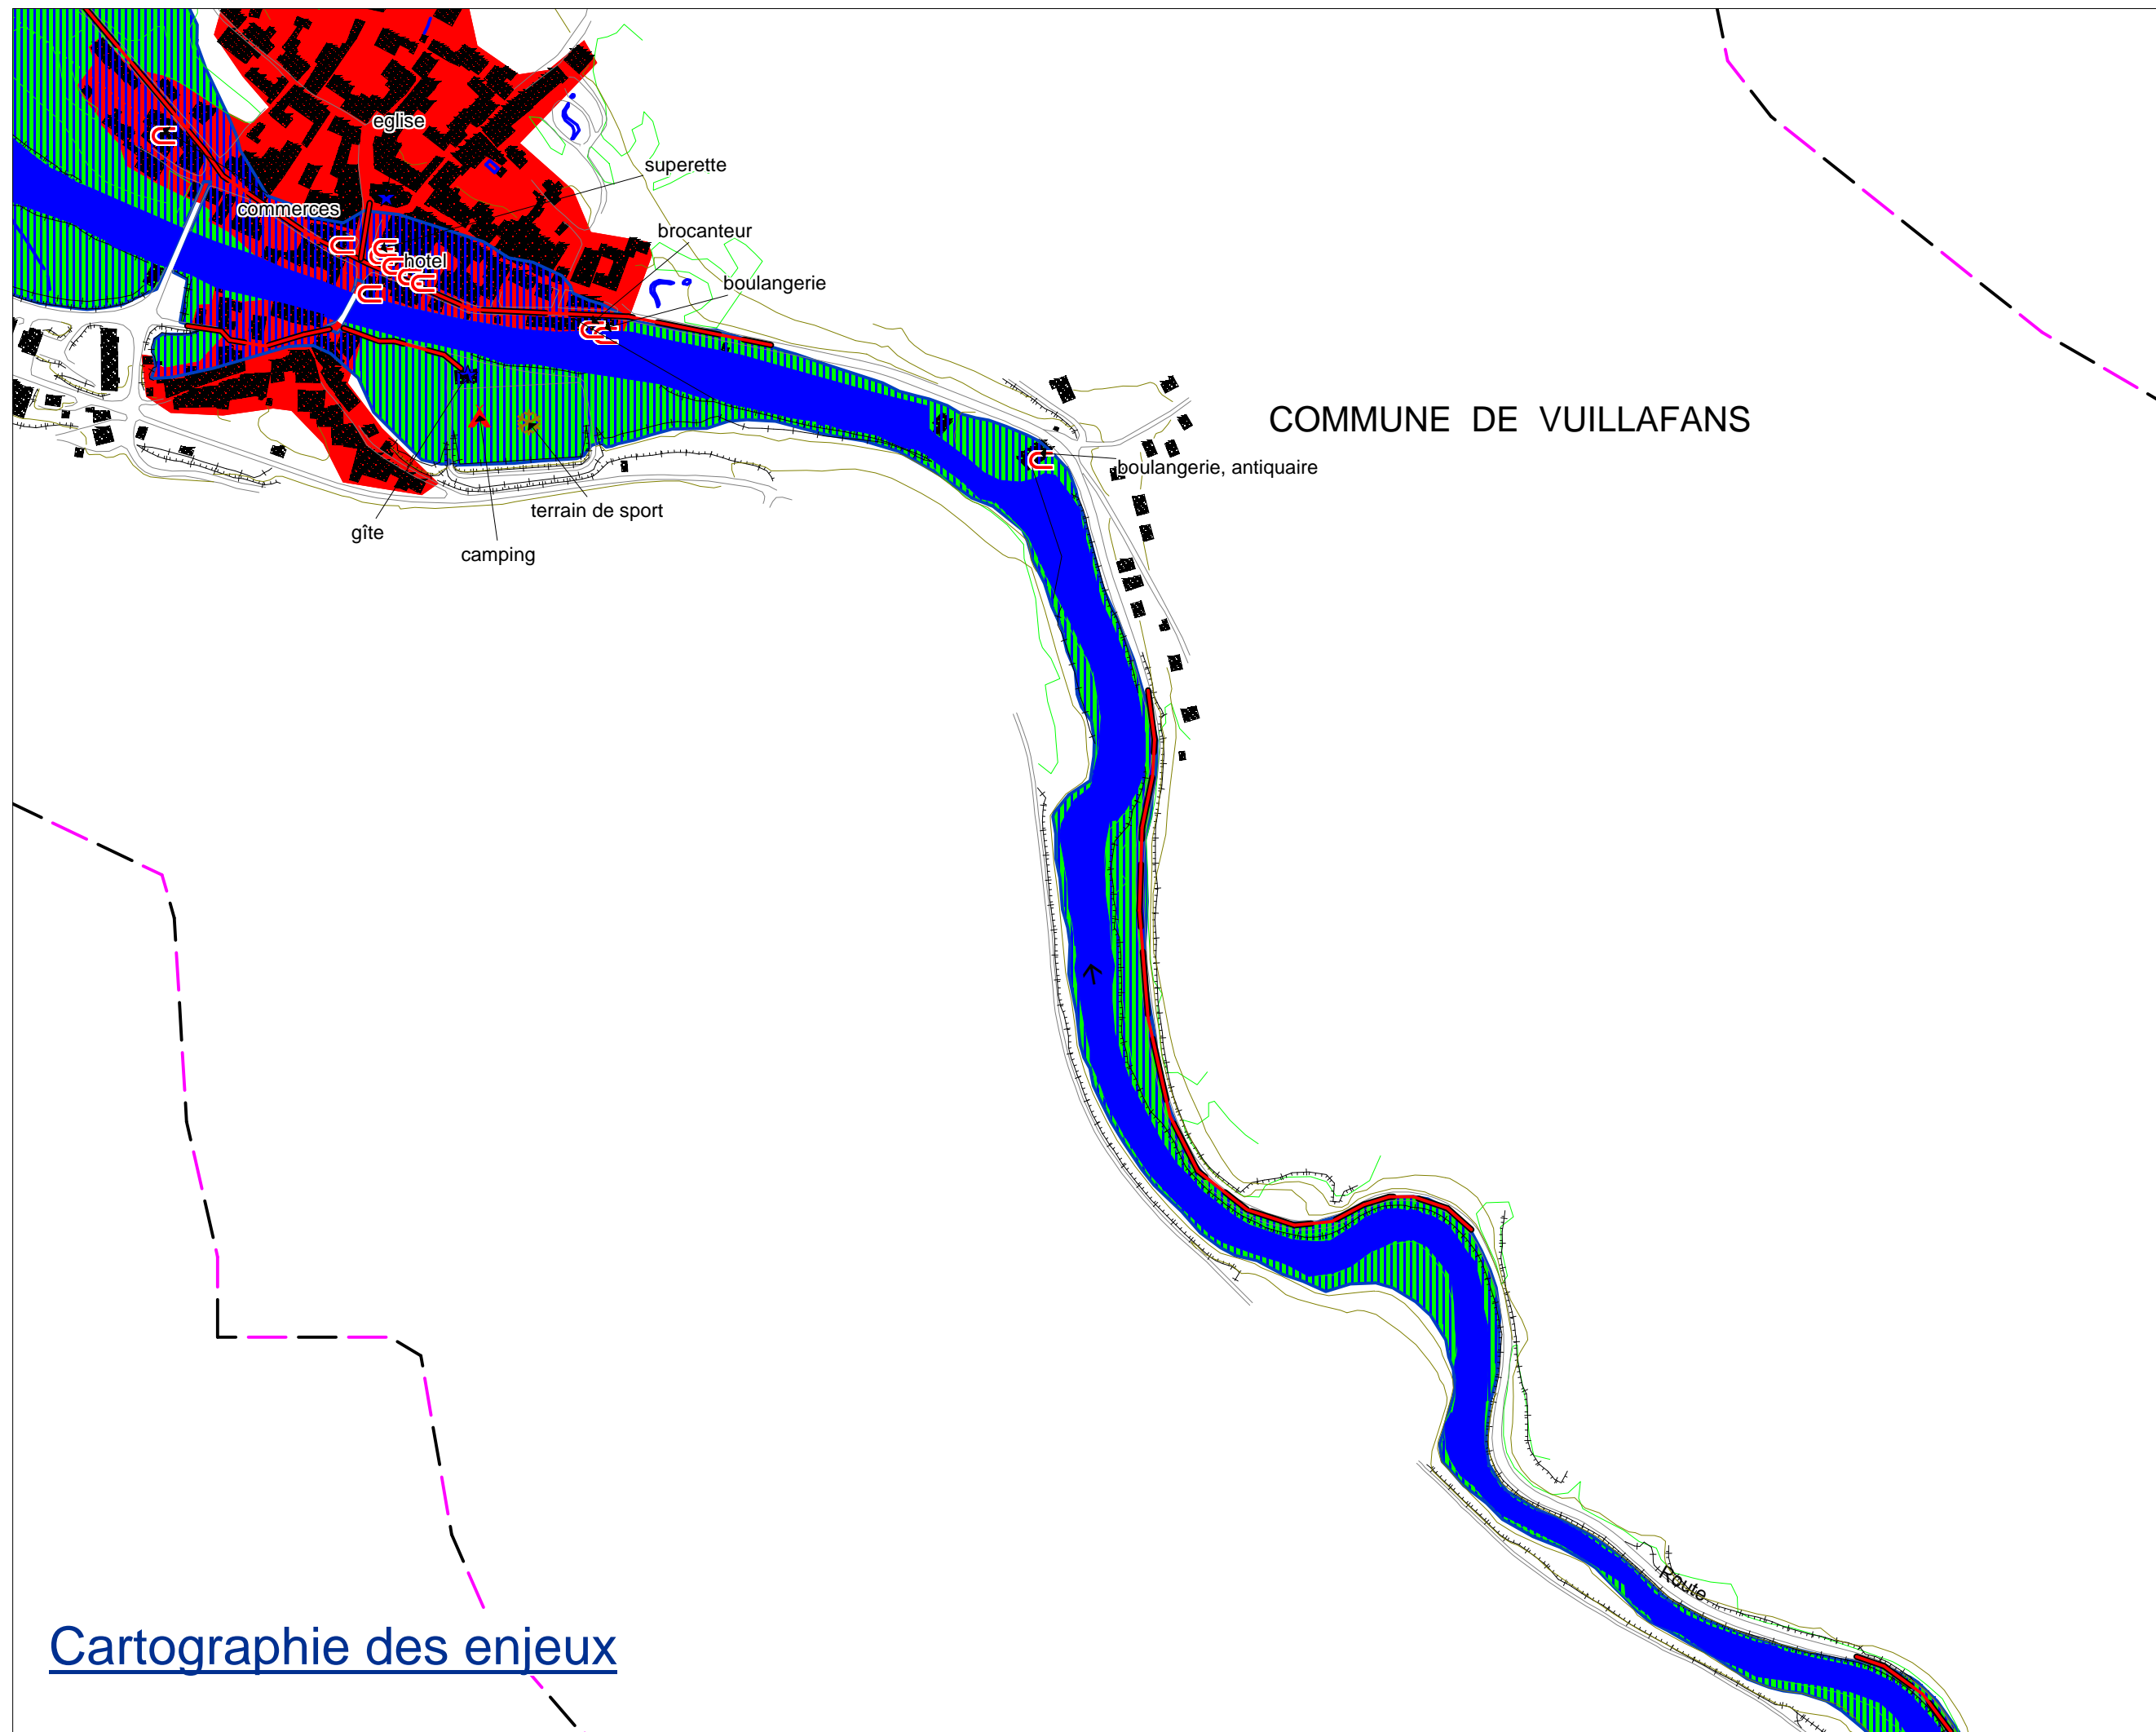 eglise
superette
commerces
brocanteur
hotel
boulangerie
COMMUNE DE VUILLAFANS
boulangerie, antiquaire
terrain de sport
gîte
camping
Route
Cartographie des enjeux